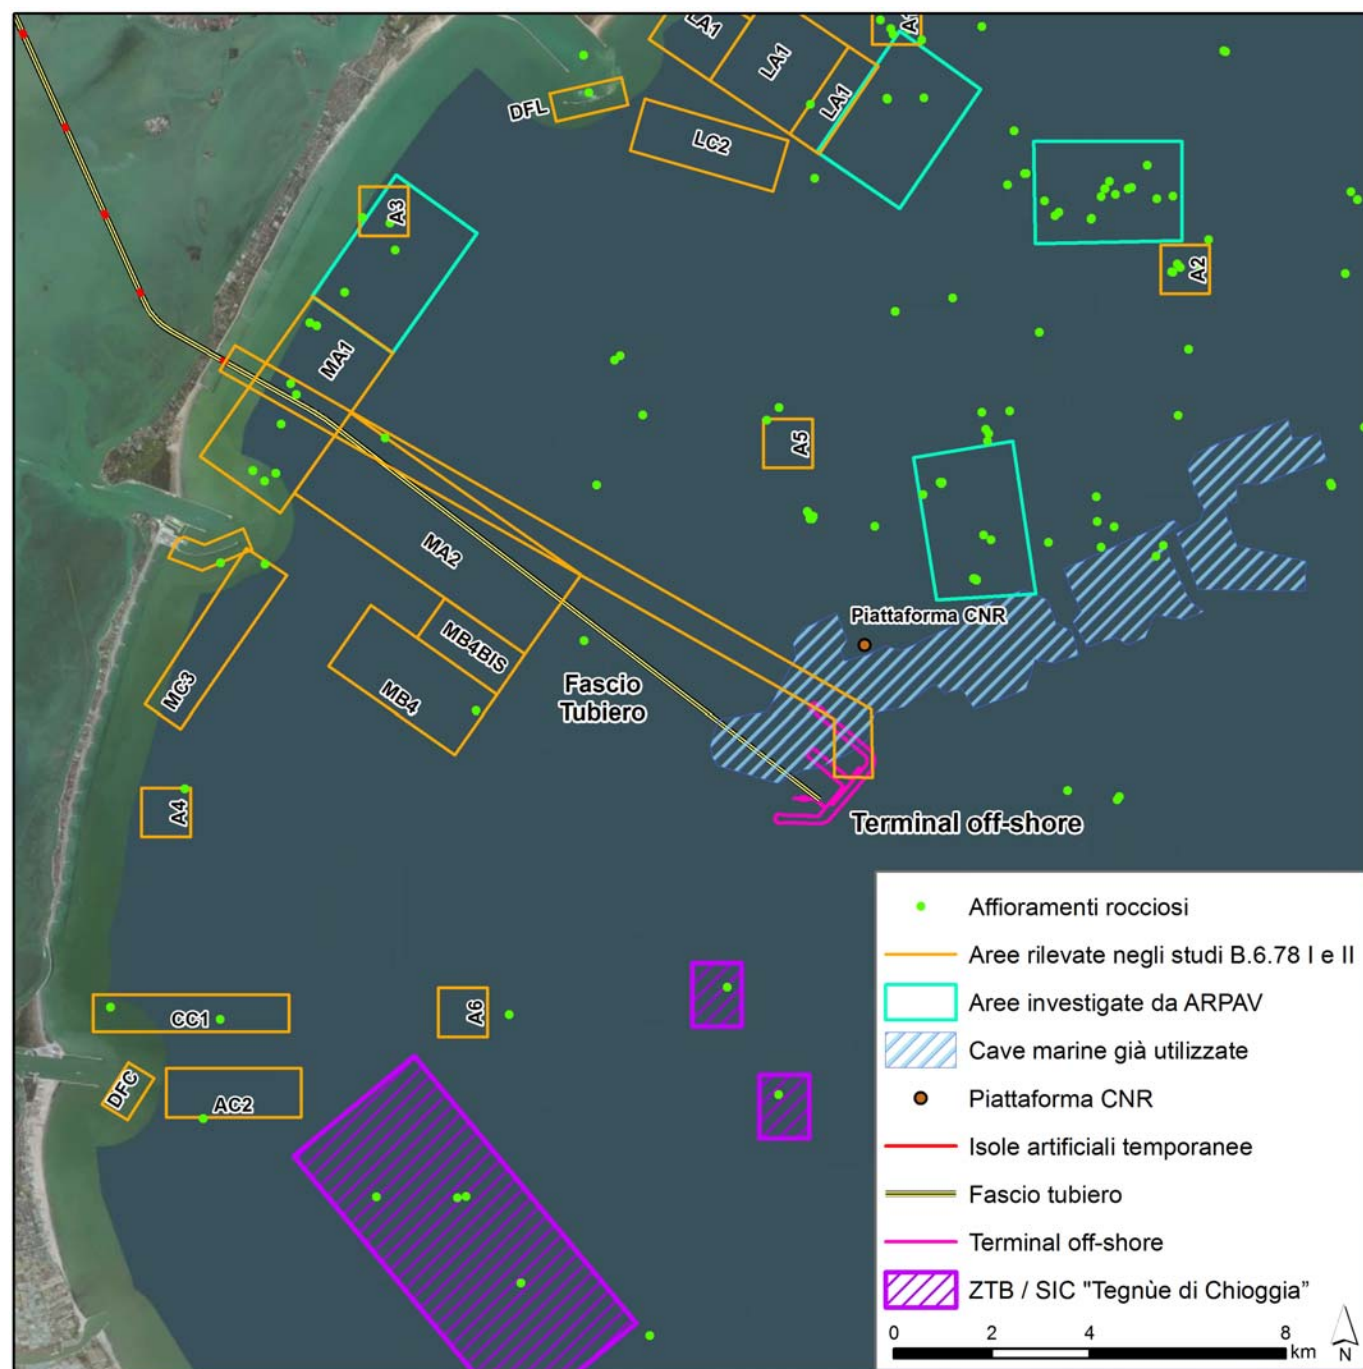 LA1
LA1
LA1
A1
DFL
LC2
A3
A2
MA1
A5
MA2
MB4BIS
MB4
MC3
Piattaforma CNR
Fascio
Tubiero
A4
Terminal off-shore
CC1
A6
DFC
AC2
Affioramenti rocciosi
Aree rilevate negli studi B.6.78 I e II
Aree investigate da ARPAV
Cave marine già utilizzate
Piattaforma CNR
Isole artificiali temporanee
Fascio tubiero
Terminal off-shore
ZTB / SIC "Tegnùe di Chioggia”
0 2 4 8
km
N